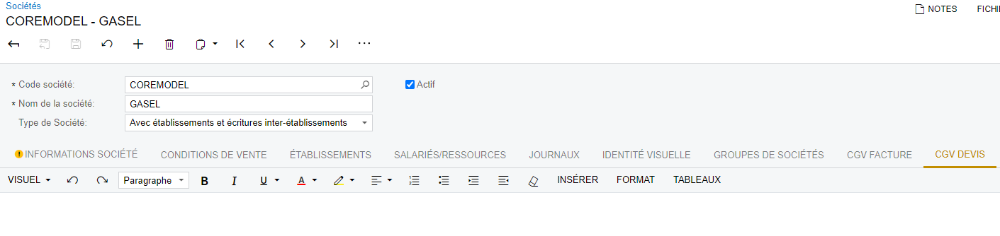 Sociétés
COREMODEL - GASEL
NOTES
* Code société: COREMODEL
Actif
* Nom de la société: GASEL
Type de Société: Avec établissements et écritures inter-établissements
INFORMATIONS SOCIÉTÉ CONDITIONS DE VENTE ÉTABLISSEMENTS SALARIÉS/RESSOURCES JOURNAUX IDENTITÉ VISUELLE GROUPES DE SOCIÉTÉS CGV FACTURE CGV DEVIS
VISUEL Paragraphe B I U A INSÉRER FORMAT TABLEAUX